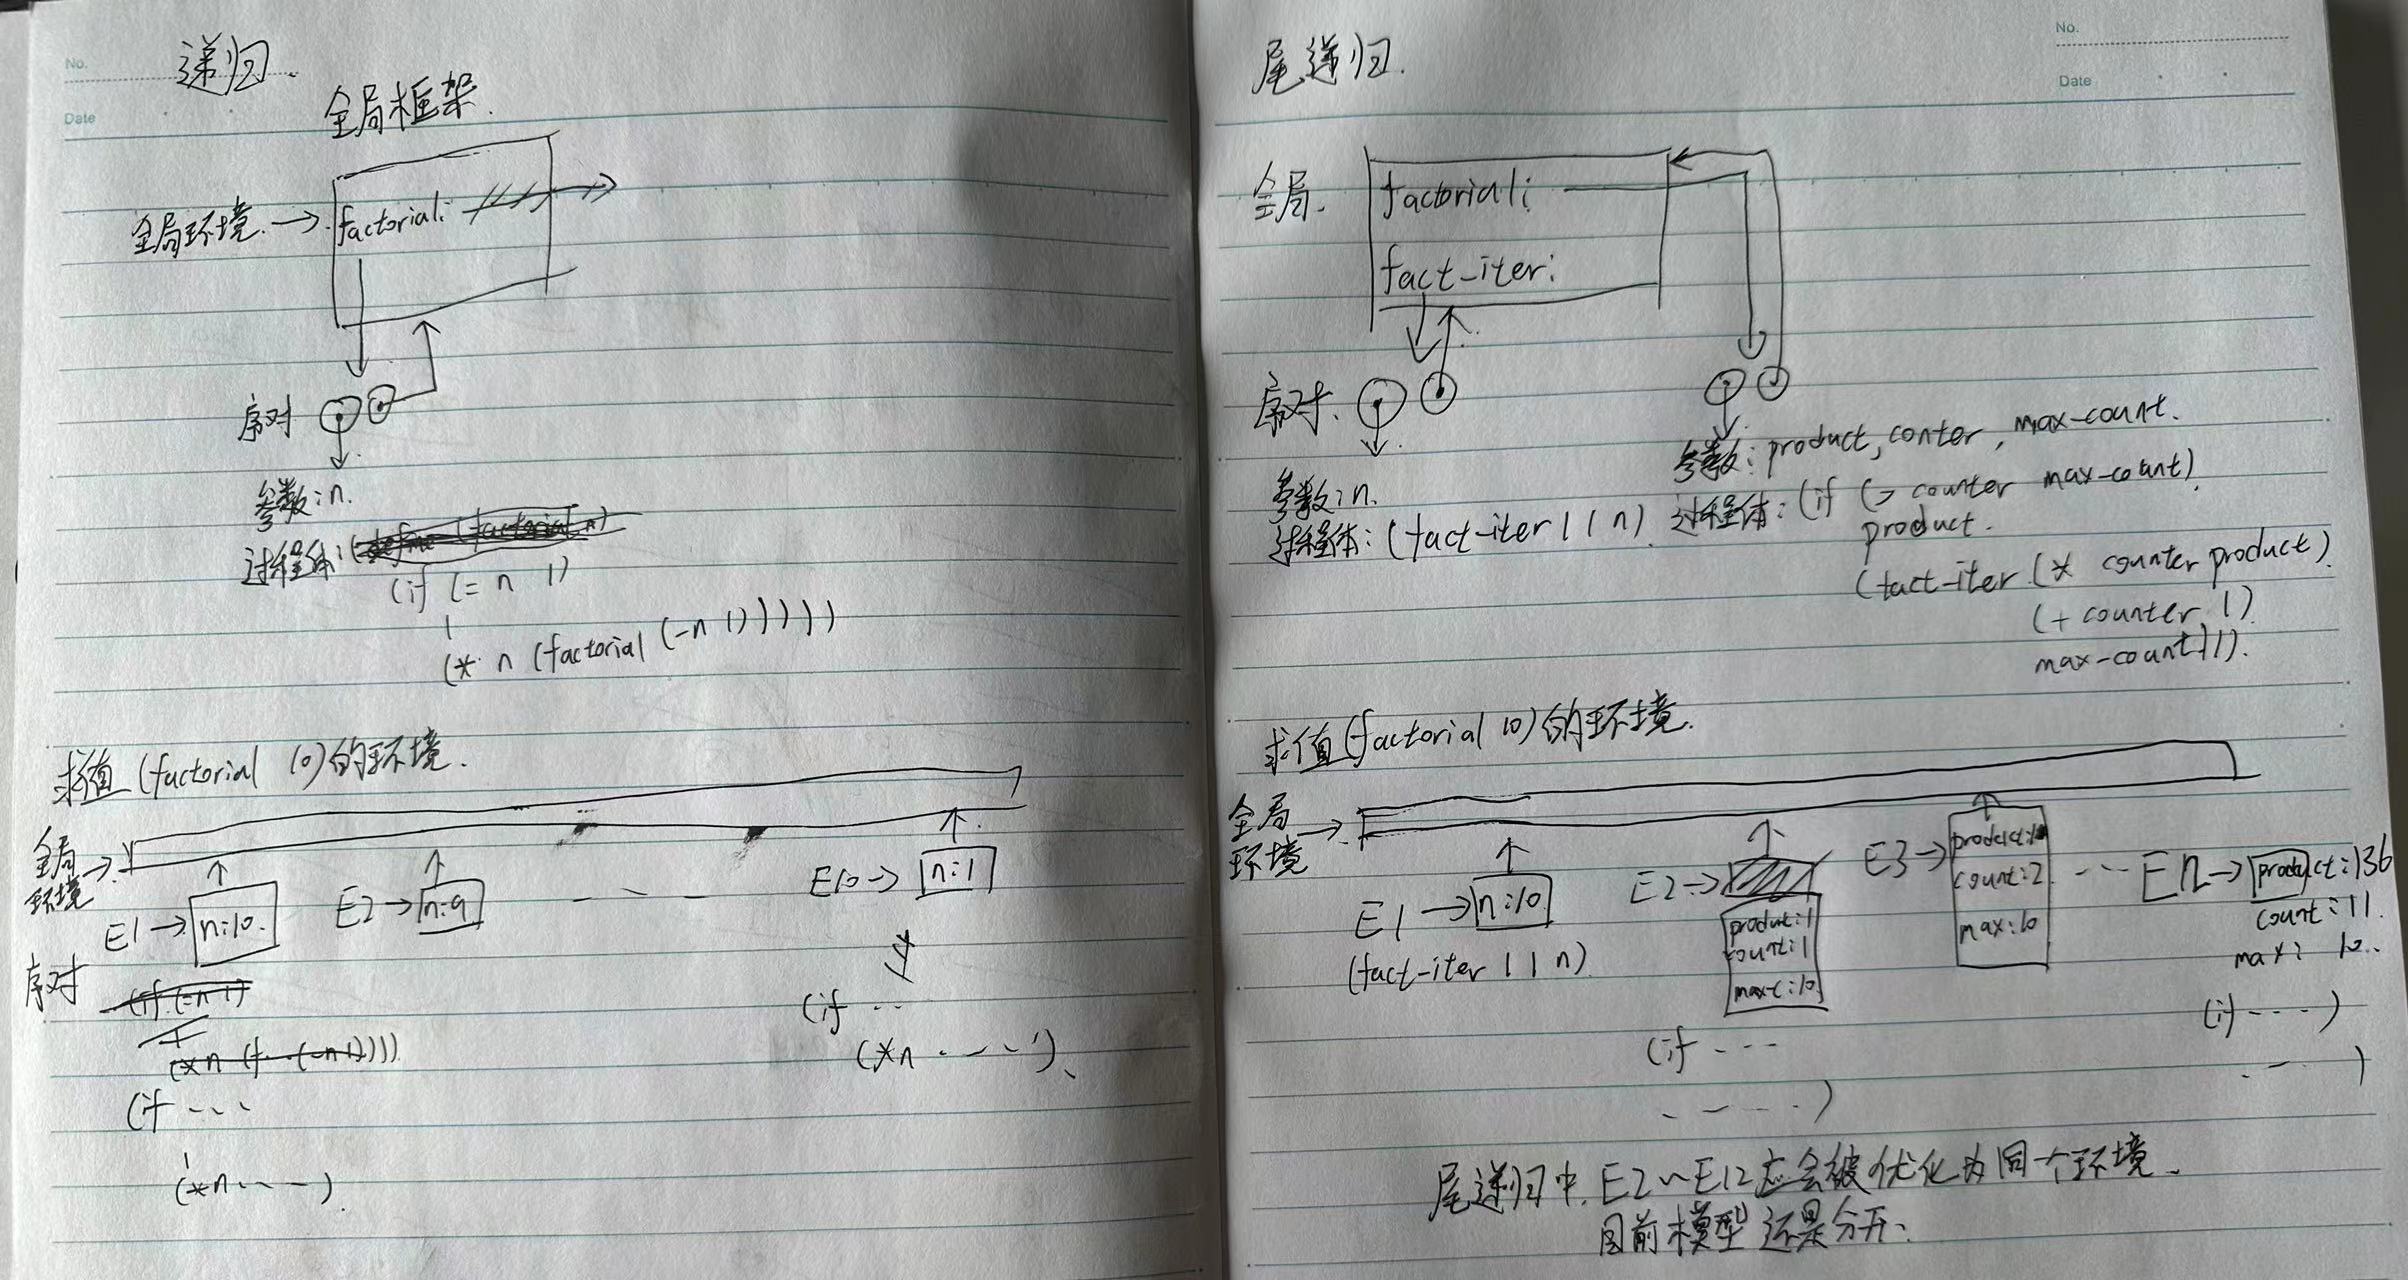 No.
Date
递归.
全局框架.
全局环境. → factorial:
序对
参数:n.
过程体:
(if (= n 1)
1
(* n (factorial (-n 1)))))
求值 (factorial 10)的环境.
全局
环境 →
E1 → n:10.
E2 → n:9
- - -
E10 → n:1
序对
(if ---
1
(*n ----)
(if --
(*n - ---)
No.
Date
尾递归.
全局.
factorial:
fact-iter:
序对.
参数:n.
过程体: (fact-iter 1 1 n)
参数: product, conter, max-count.
过程体: (if (> counter max-count)
product.
(fact-iter (* counter product)
(+ counter 1)
max-count))).
求值(factorial 10)的环境.
全局
环境 →
E1 → n:10
(fact-iter 1 1 n)
E2 →
product:1
count:1
max-c:10
(if ---
- ---)
E3 →
product:
count:2
max:10
--- E12 → product:136
count:11.
max: 10..
(if ----)
- --- )
尾递归中, E2~E12应会被优化为同个环境.
目前模型还是分开.